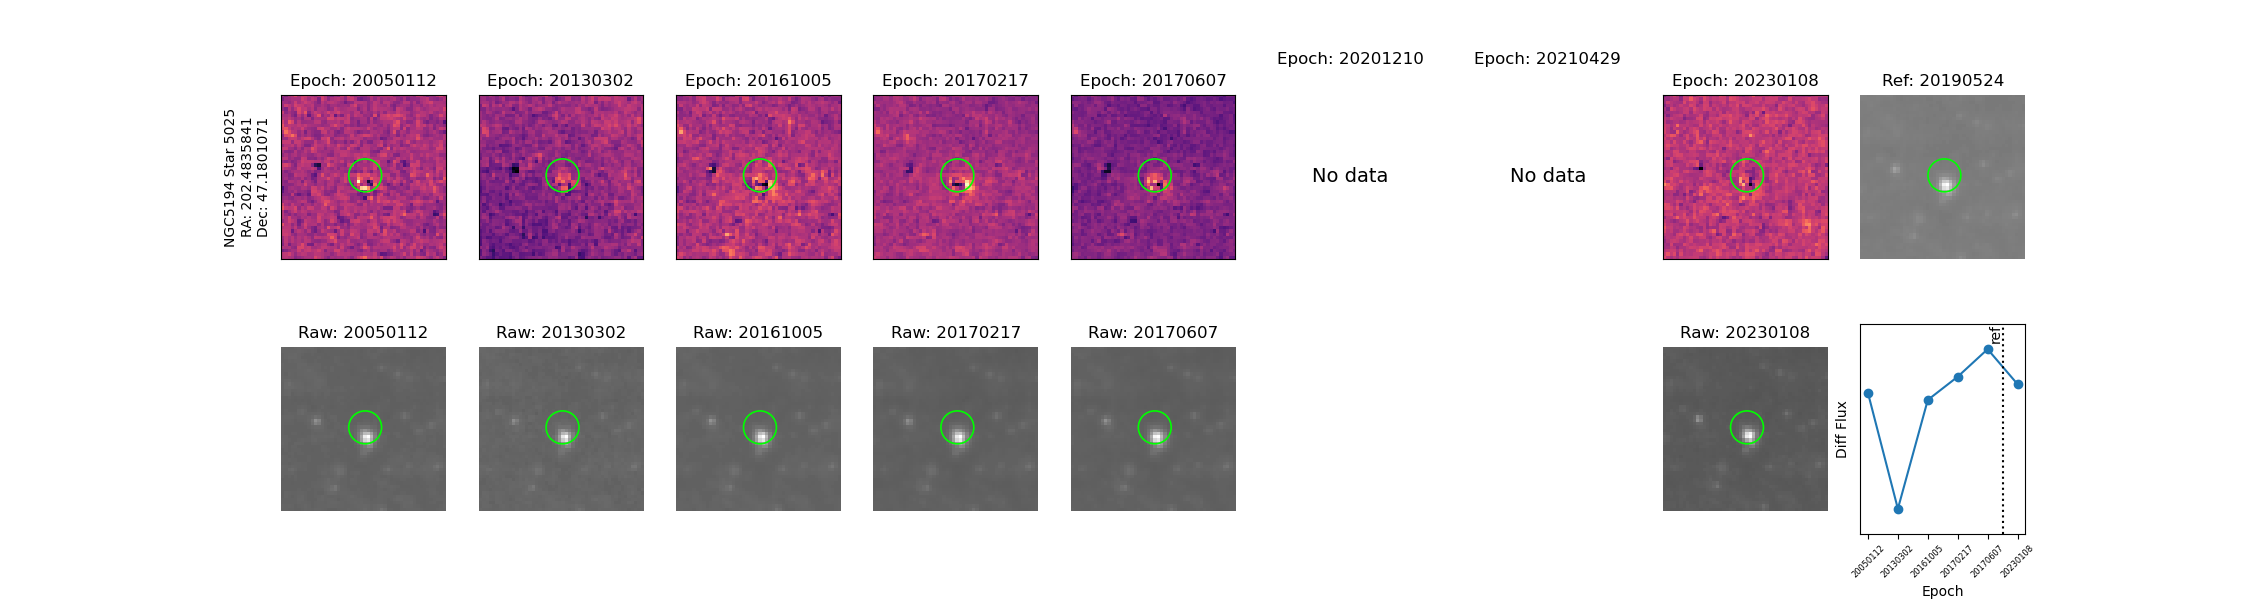 NGC5194 Star 5025
RA: 202.4835841
Dec: 47.1801071
Epoch: 20050112
Epoch: 20130302
Epoch: 20161005
Epoch: 20170217
Epoch: 20170607
Epoch: 20201210
No data
Epoch: 20210429
No data
Epoch: 20230108
Ref: 20190524
Raw: 20050112
Raw: 20130302
Raw: 20161005
Raw: 20170217
Raw: 20170607
Raw: 20230108
Diff Flux
ref
20050112
20130302
20161005
20170217
20170607
20230108
Epoch